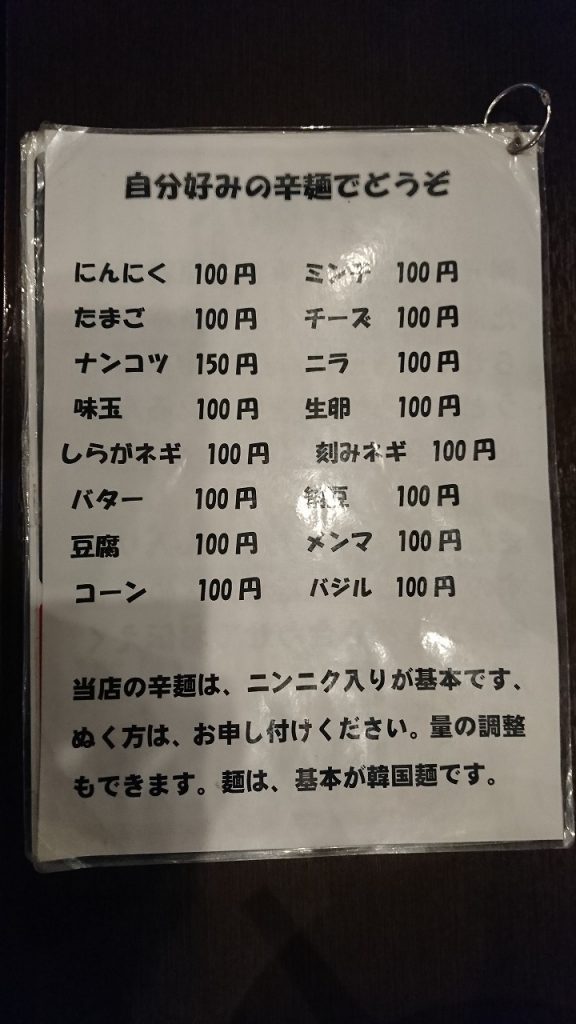 自分好みの辛麺でどうぞ
にんにく 100円 ミンチ 100円
たまご 100円 チーズ 100円
ナンコツ 150円 ニラ 100円
味玉 100円 生卵 100円
しらがネギ 100円 刻みネギ 100円
バター 100円 納豆 100円
豆腐 100円 メンマ 100円
コーン 100円 バジル 100円
当店の辛麺は、ニンニク入りが基本です、
ぬく方は、お申し付けください。量の調整
もできます。麺は、基本が韓国麺です。